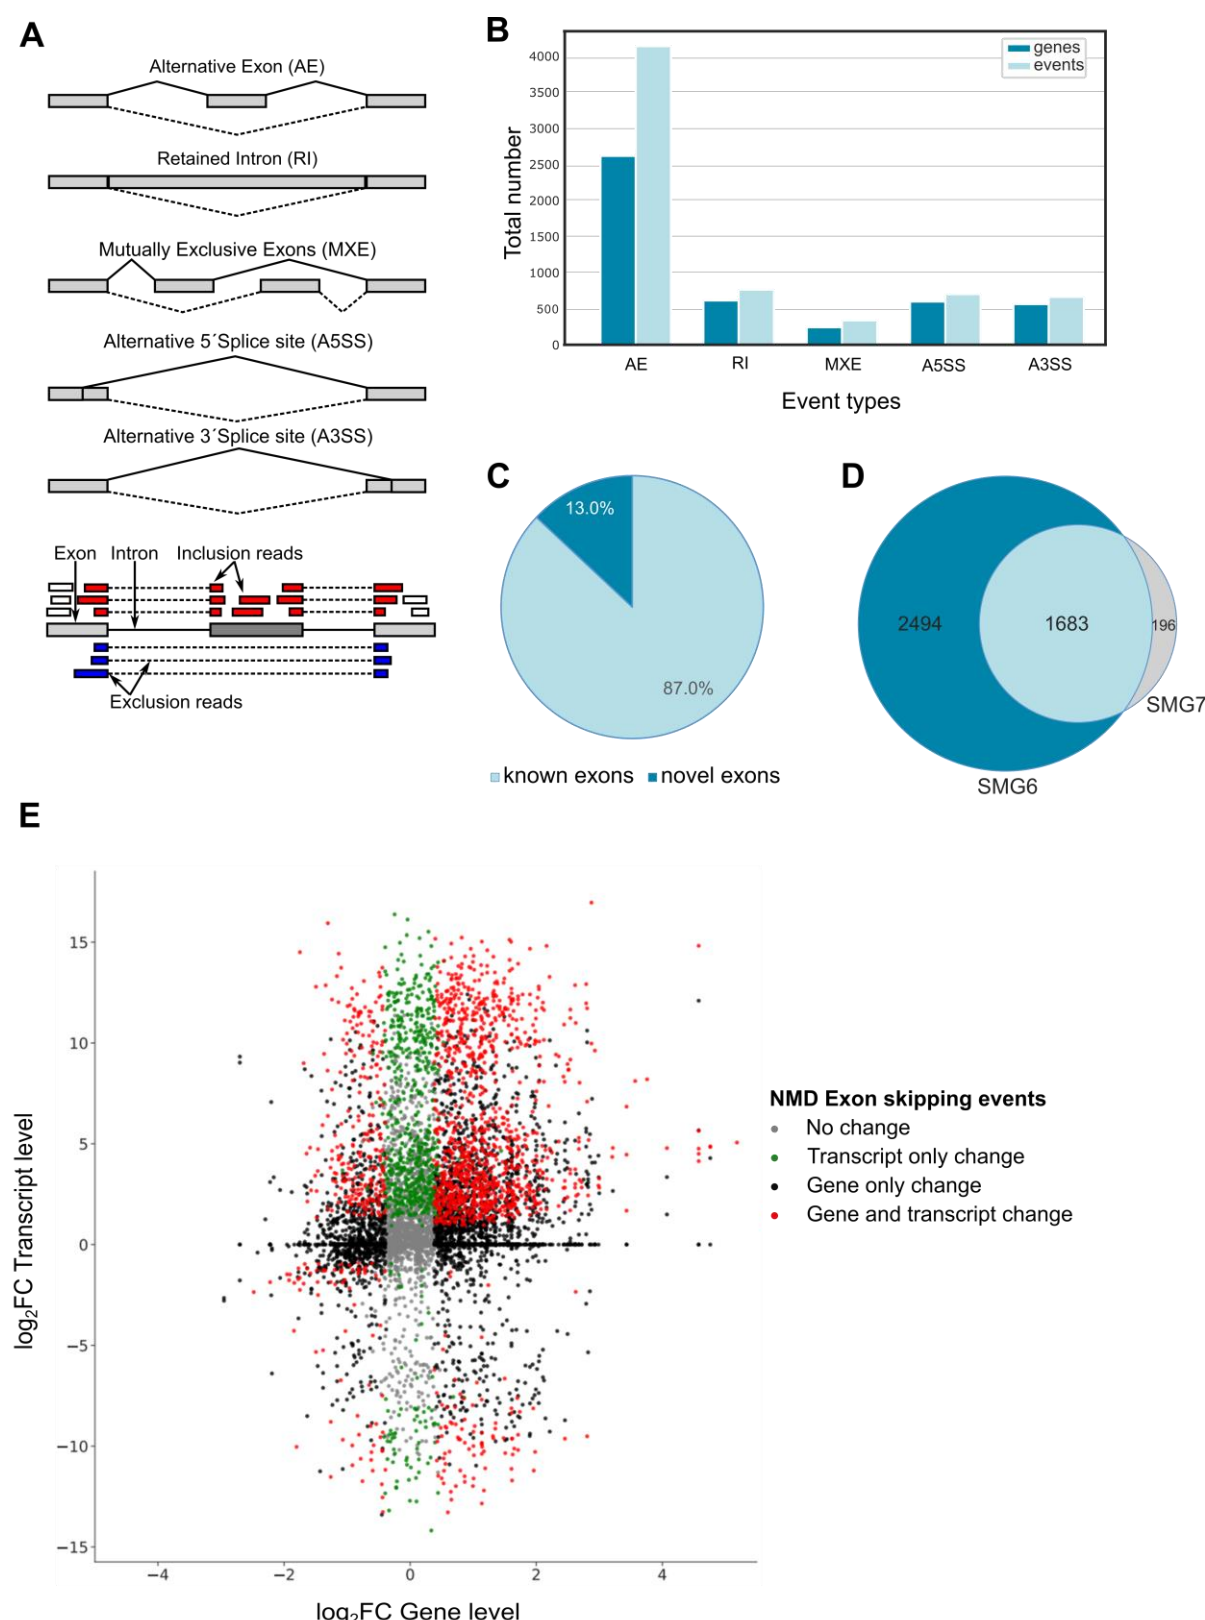 A
Alternative Exon (AE)
Retained Intron (RI)
Mutually Exclusive Exons (MXE)
Alternative 5´Splice site (A5SS)
Alternative 3´Splice site (A3SS)
Exon Intron Inclusion reads
Exclusion reads
B
genes
events
4000
3500
3000
2500
2000
1500
1000
500
0
Total number
AE RI MXE A5SS A3SS
Event types
C
13.0%
87.0%
known exons novel exons
D
2494 1683 196
SMG7
SMG6
E
15
10
5
0
−5
−10
−15
log₂FC Transcript level
−4 −2 0 2 4
log₂FC Gene level
NMD Exon skipping events
No change
Transcript only change
Gene only change
Gene and transcript change